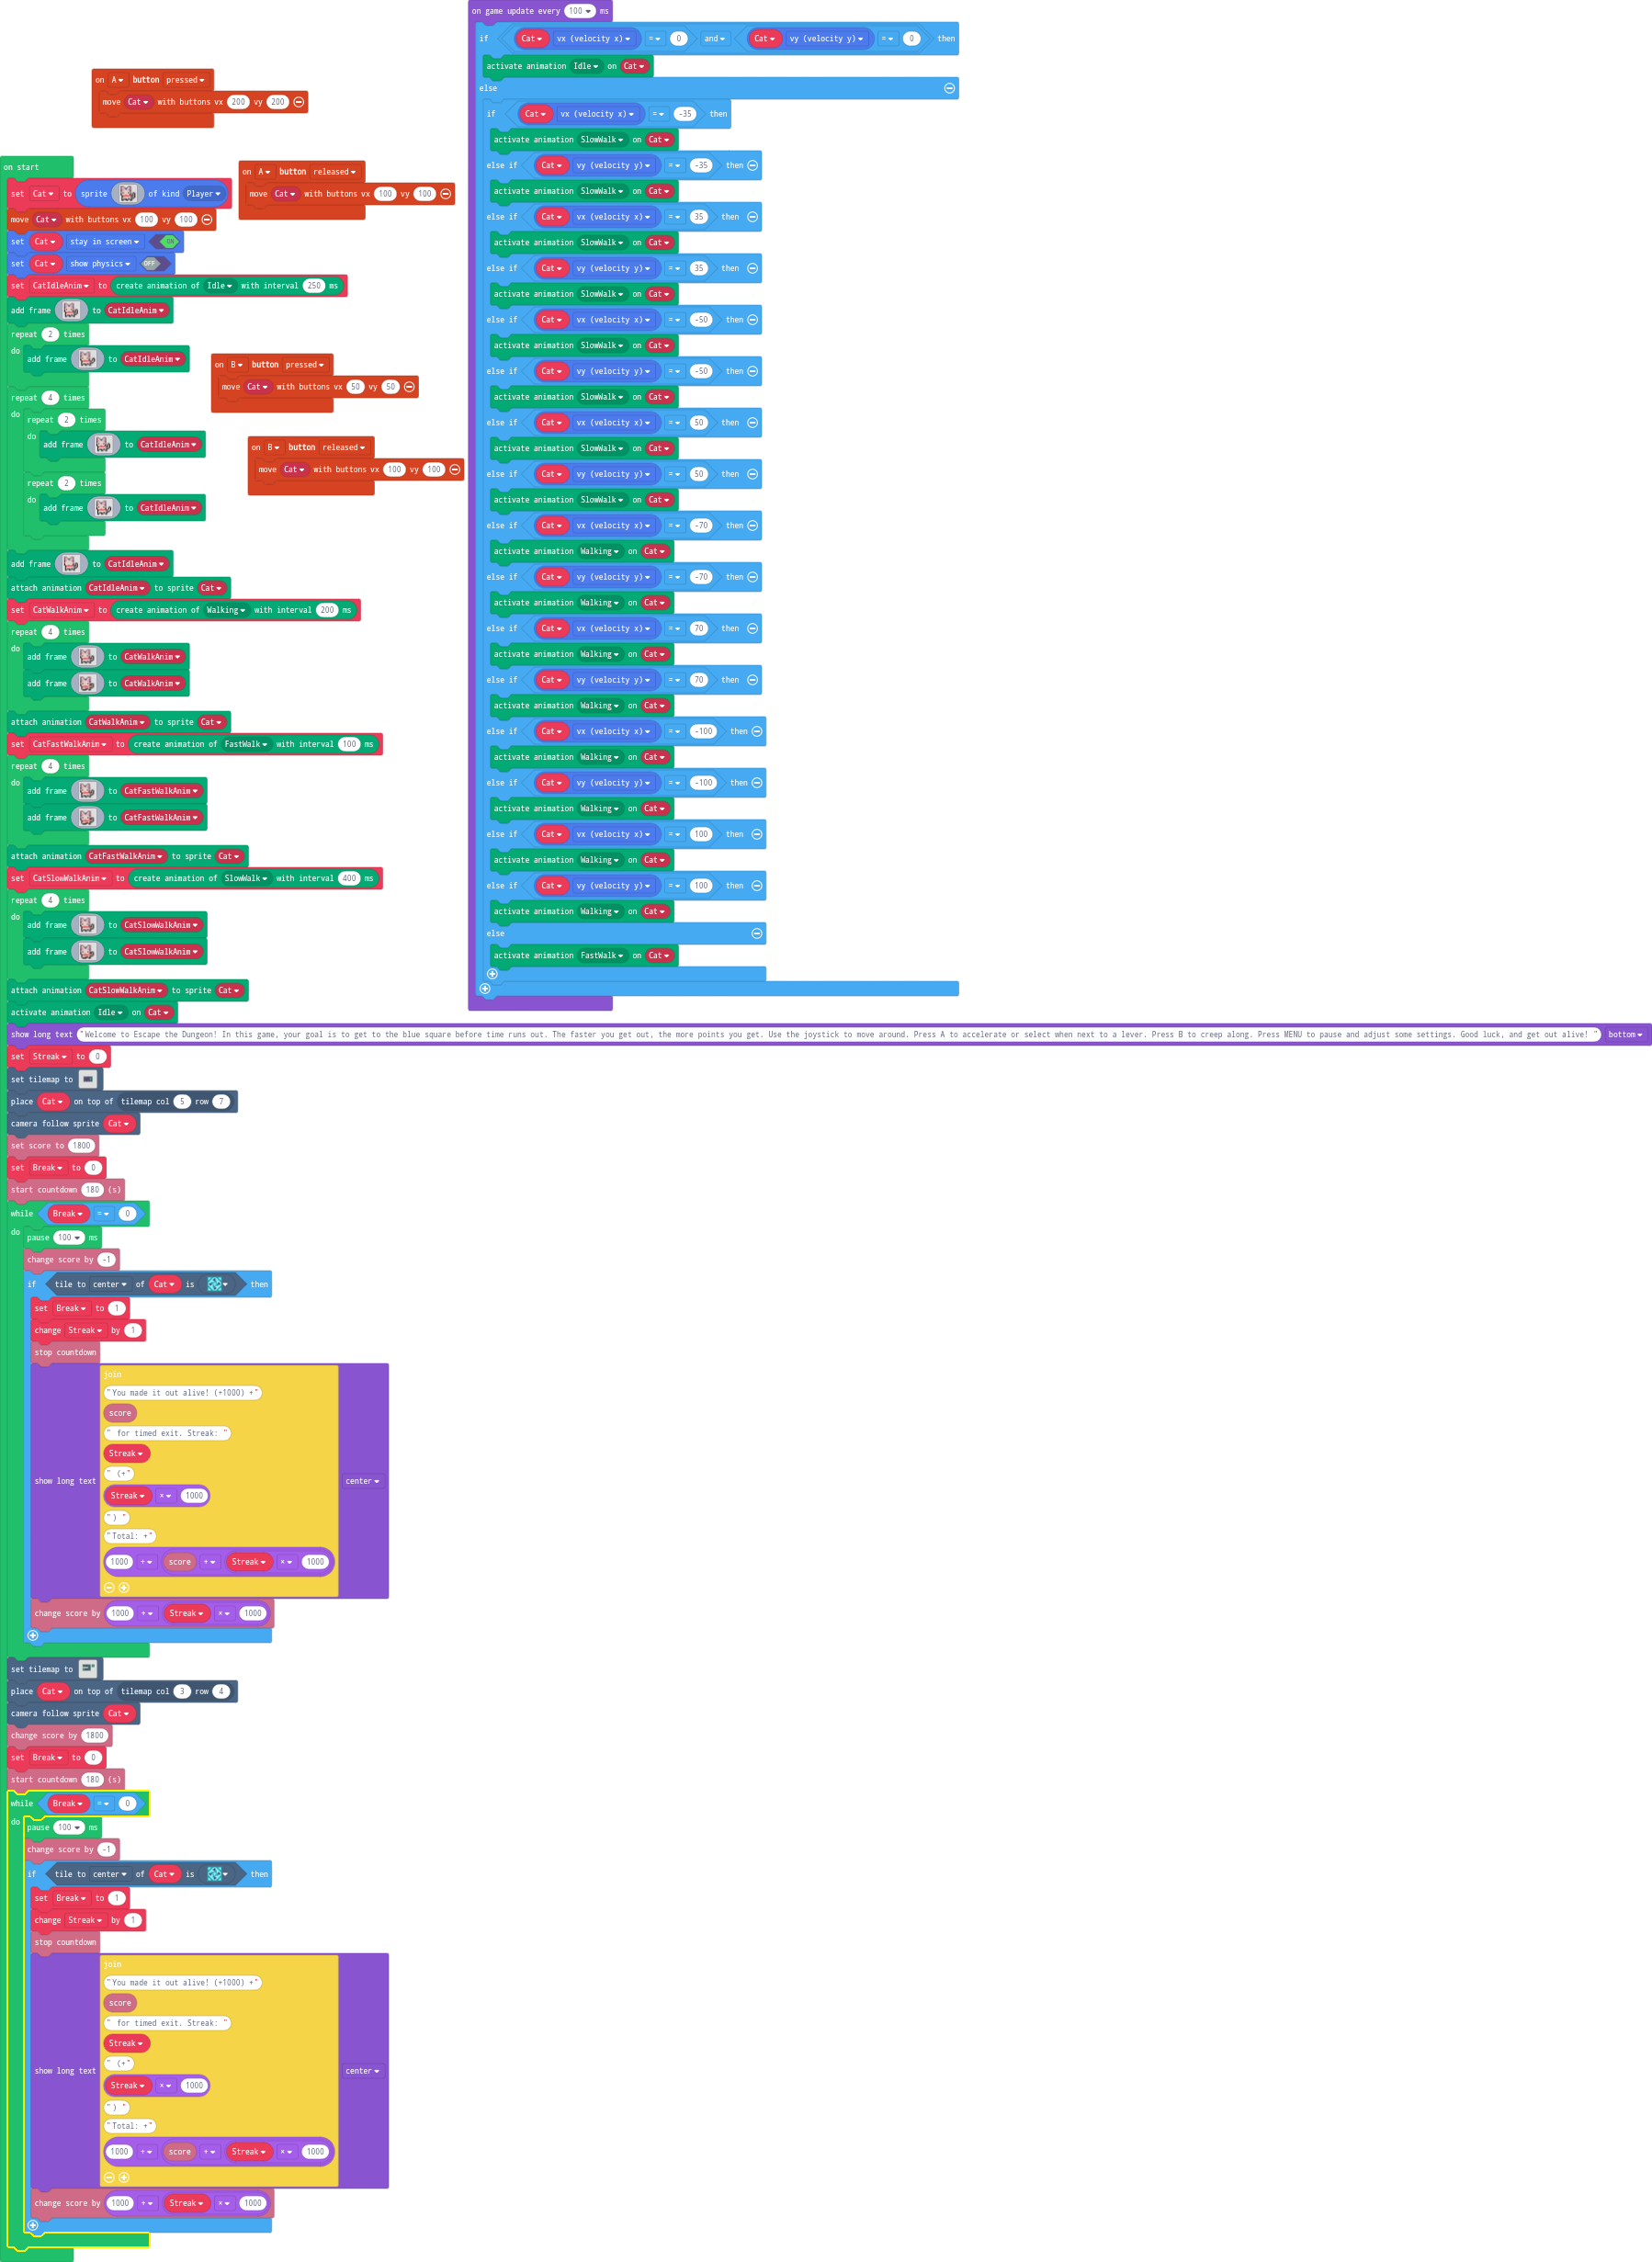 on game update every 100 ms
if Cat vx (velocity x) = 0 and Cat vy (velocity y) = 0 then
activate animation Idle on Cat
else
if Cat vx (velocity x) = -35 then
activate animation SlowWalk on Cat
else if Cat vy (velocity y) = -35 then
activate animation SlowWalk on Cat
else if Cat vx (velocity x) = 35 then
activate animation SlowWalk on Cat
else if Cat vy (velocity y) = 35 then
activate animation SlowWalk on Cat
else if Cat vx (velocity x) = -50 then
activate animation SlowWalk on Cat
else if Cat vy (velocity y) = -50 then
activate animation SlowWalk on Cat
else if Cat vx (velocity x) = 50 then
activate animation SlowWalk on Cat
else if Cat vy (velocity y) = 50 then
activate animation SlowWalk on Cat
else if Cat vx (velocity x) = -70 then
activate animation Walking on Cat
else if Cat vy (velocity y) = -70 then
activate animation Walking on Cat
else if Cat vx (velocity x) = 70 then
activate animation Walking on Cat
else if Cat vy (velocity y) = 70 then
activate animation Walking on Cat
else if Cat vx (velocity x) = -100 then
activate animation Walking on Cat
else if Cat vy (velocity y) = -100 then
activate animation Walking on Cat
else if Cat vx (velocity x) = 100 then
activate animation Walking on Cat
else if Cat vy (velocity y) = 100 then
activate animation Walking on Cat
else
activate animation FastWalk on Cat
on A button pressed
move Cat with buttons vx 200 vy 200
on A button released
move Cat with buttons vx 100 vy 100
on B button pressed
move Cat with buttons vx 50 vy 50
on B button released
move Cat with buttons vx 100 vy 100
on start
set Cat to sprite of kind Player
move Cat with buttons vx 100 vy 100
set Cat stay in screen ON
set Cat show physics OFF
set CatIdleAnim to create animation of Idle with interval 250 ms
add frame to CatIdleAnim
repeat 2 times
do add frame to CatIdleAnim
repeat 4 times
do repeat 2 times
do add frame to CatIdleAnim
repeat 2 times
do add frame to CatIdleAnim
add frame to CatIdleAnim
attach animation CatIdleAnim to sprite Cat
set CatWalkAnim to create animation of Walking with interval 200 ms
repeat 4 times
do add frame to CatWalkAnim
add frame to CatWalkAnim
attach animation CatWalkAnim to sprite Cat
set CatFastWalkAnim to create animation of FastWalk with interval 100 ms
repeat 4 times
do add frame to CatFastWalkAnim
add frame to CatFastWalkAnim
attach animation CatFastWalkAnim to sprite Cat
set CatSlowWalkAnim to create animation of SlowWalk with interval 400 ms
repeat 4 times
do add frame to CatSlowWalkAnim
add frame to CatSlowWalkAnim
attach animation CatSlowWalkAnim to sprite Cat
activate animation Idle on Cat
show long text "Welcome to Escape the Dungeon! In this game, your goal is to get to the blue square before time runs out. The faster you get out, the more points you get. Use the joystick to move around. Press A to accelerate or select when next to a lever. Press B to creep along. Press MENU to pause and adjust some settings. Good luck, and get out alive! " bottom
set Streak to 0
set tilemap to
place Cat on top of tilemap col 5 row 7
camera follow sprite Cat
set score to 1800
set Break to 0
start countdown 180 (s)
while Break = 0
do pause 100 ms
change score by -1
if tile to center of Cat is then
set Break to 1
change Streak by 1
stop countdown
join
"You made it out alive! (+1000) +"
score
" for timed exit. Streak: "
Streak
" (+"
show long text center
Streak × 1000
") "
"Total: +"
1000 + score + Streak × 1000
change score by 1000 + Streak × 1000
set tilemap to
place Cat on top of tilemap col 3 row 4
camera follow sprite Cat
change score by 1800
set Break to 0
start countdown 180 (s)
while Break = 0
do pause 100 ms
change score by -1
if tile to center of Cat is then
set Break to 1
change Streak by 1
stop countdown
join
"You made it out alive! (+1000) +"
score
" for timed exit. Streak: "
Streak
" (+"
show long text center
Streak × 1000
") "
"Total: +"
1000 + score + Streak × 1000
change score by 1000 + Streak × 1000